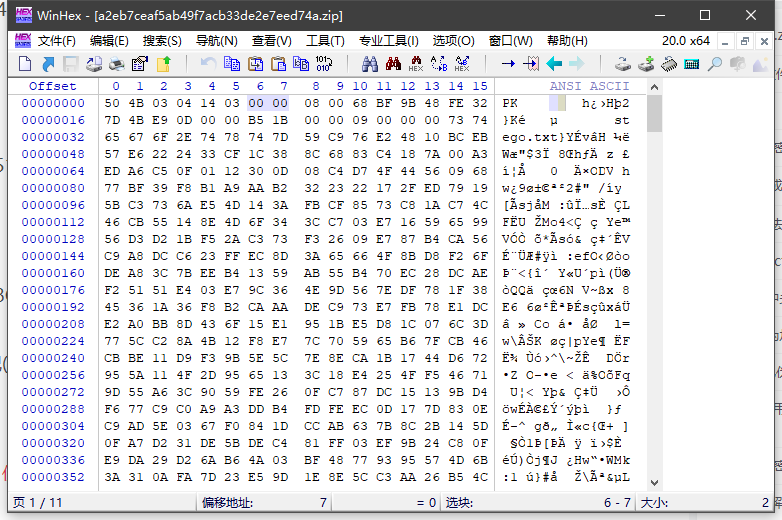 WinHex - [a2eb7ceaf5ab49f7acb33de2e7eed74a.zip]
文件(F) 编辑(E) 搜索(S) 导航(N) 查看(V) 工具(T) 专业工具(I) 选项(O) 窗口(W) 帮助(H) 20.0 x64
Offset 0 1 2 3 4 5 6 7 8 9 10 11 12 13 14 15 ANSI ASCII
00000000 50 4B 03 04 14 03 00 00 08 00 68 BF 9B 48 FE 32 PK h¿›Hþ2
00000016 7D 4B E9 0D 00 00 B5 1B 00 00 09 00 00 00 73 74 }Ké µ st
00000032 65 67 6F 2E 74 78 74 7D 59 C9 76 E2 48 10 BC EB ego.txt}YÉvâH ¼ë
00000048 57 E6 22 24 33 CF 1C 38 8C 68 83 C4 18 7A 00 A3 Wæ"$3Ï 8ŒhƒÄ z £
00000064 ED A6 C5 0F 01 12 30 0D 08 C4 D7 4F 44 56 09 68 í¦Å 0 Ä×ODV h
00000080 77 BF 39 F8 B1 A9 AA B2 32 23 22 17 2F ED 79 19 w¿9ø±©ª²2#" /íy
00000096 5B C3 73 6A E5 4D 14 3A FB CF 85 73 C8 1A C7 4C [ÃsjåM :ûÏ…sÈ ÇL
00000112 46 CB 55 14 8E 4D 6F 34 3C C7 03 E7 16 59 65 99 FËU ŽMo4<Ç ç Ye™
00000128 56 D3 D2 1B F5 2A C3 73 F3 26 09 E7 87 B4 CA 56 VÓÒ õ*Ãsó& ç‡´ÊV
00000144 C9 A8 DC C6 23 FF EC 8D 3A 65 66 4F 8B D8 F2 6F É¨ÜÆ#ÿì :efO‹Øòo
00000160 DE A8 3C 7B EE B4 13 59 AB 55 B4 70 EC 28 DC AE Þ¨<{î´ Y«U´pì(Ü®
00000176 F2 51 51 E4 03 E7 9C 36 4E 9D 56 7E DF 78 1F 38 òQQä çœ6N V~ßx 8
00000192 45 36 1A 36 F8 B2 CA AA DE C9 73 E7 FB 78 E1 DC E6 6ø²ÊªÞÉsçûxáÜ
00000208 E2 A0 BB 8D 43 6F 15 E1 95 1B E5 D8 1C 07 6C 3D â » Co á• åØ l=
00000224 77 5C C2 8A 4B 12 F8 E7 7C 70 59 65 B6 7F CB 46 w\ÂŠK øç|pYe¶ ËF
00000240 CB BE 11 D9 F3 9B 5E 5C 7E 8E CA 1B 17 44 D6 72 Ë¾ Ùó›^\~ŽÊ DÖr
00000256 95 5A 11 4F 2D 95 65 13 3C 18 E4 25 4F F5 46 71 •Z O-•e < ä%OõFq
00000272 9D 55 A6 3C 90 59 FE 26 0F C7 87 DC 15 13 9B D4 U¦< Yþ& Ç‡Ü ›Ô
00000288 F6 77 C9 C0 A9 A3 DD B4 FD FE EC 0D 17 7D 83 0E öwÉÀ©£Ý´ýþì }ƒ
00000304 C9 AD 5E 03 67 F0 84 1D CC AB 63 7B 8C 2B 14 5D É-^ gð„ Ì«c{Œ+ ]
00000320 0F A7 D2 31 DE 5B DE C4 81 FF 03 EF 9B 24 C8 0F §Ò1Þ[ÞÄ ÿ ï›$È
00000336 E9 DA 29 D2 6A B6 4A 03 BF 48 77 93 95 57 4D 6B éÚ)Òj¶J ¿Hw“•WMk
00000352 3A 31 0A FA 7D 23 E5 9D 1E 8E 5C C3 AA 26 B5 4C :1 ú}#å Ž\Ãª&µL
页 1 / 11 偏移地址: 7 = 0 选块: 6 - 7 大小: 2